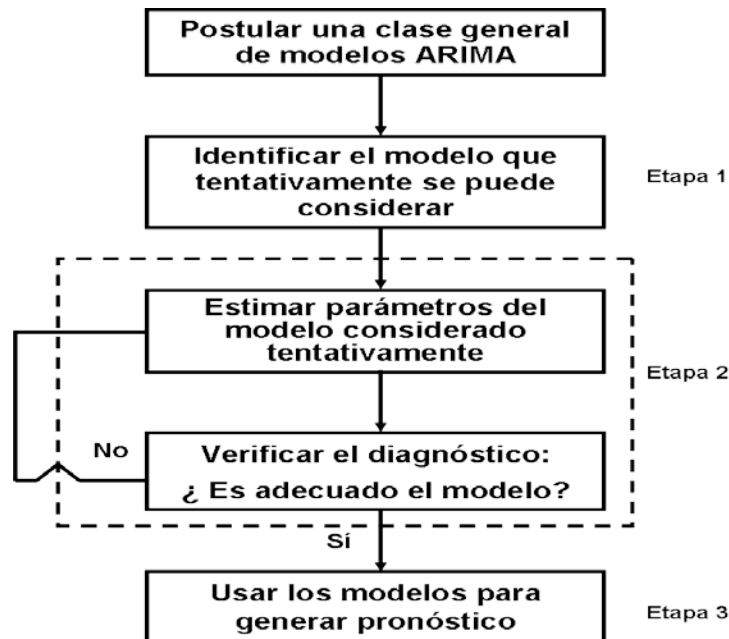 Postular una clase general
de modelos ARIMA
Identificar el modelo que
tentativamente se puede
considerar
Etapa 1
Estimar parámetros del
modelo considerado
tentativamente
Etapa 2
No
Verificar el diagnóstico:
¿ Es adecuado el modelo?
Sí
Usar los modelos para
generar pronóstico
Etapa 3